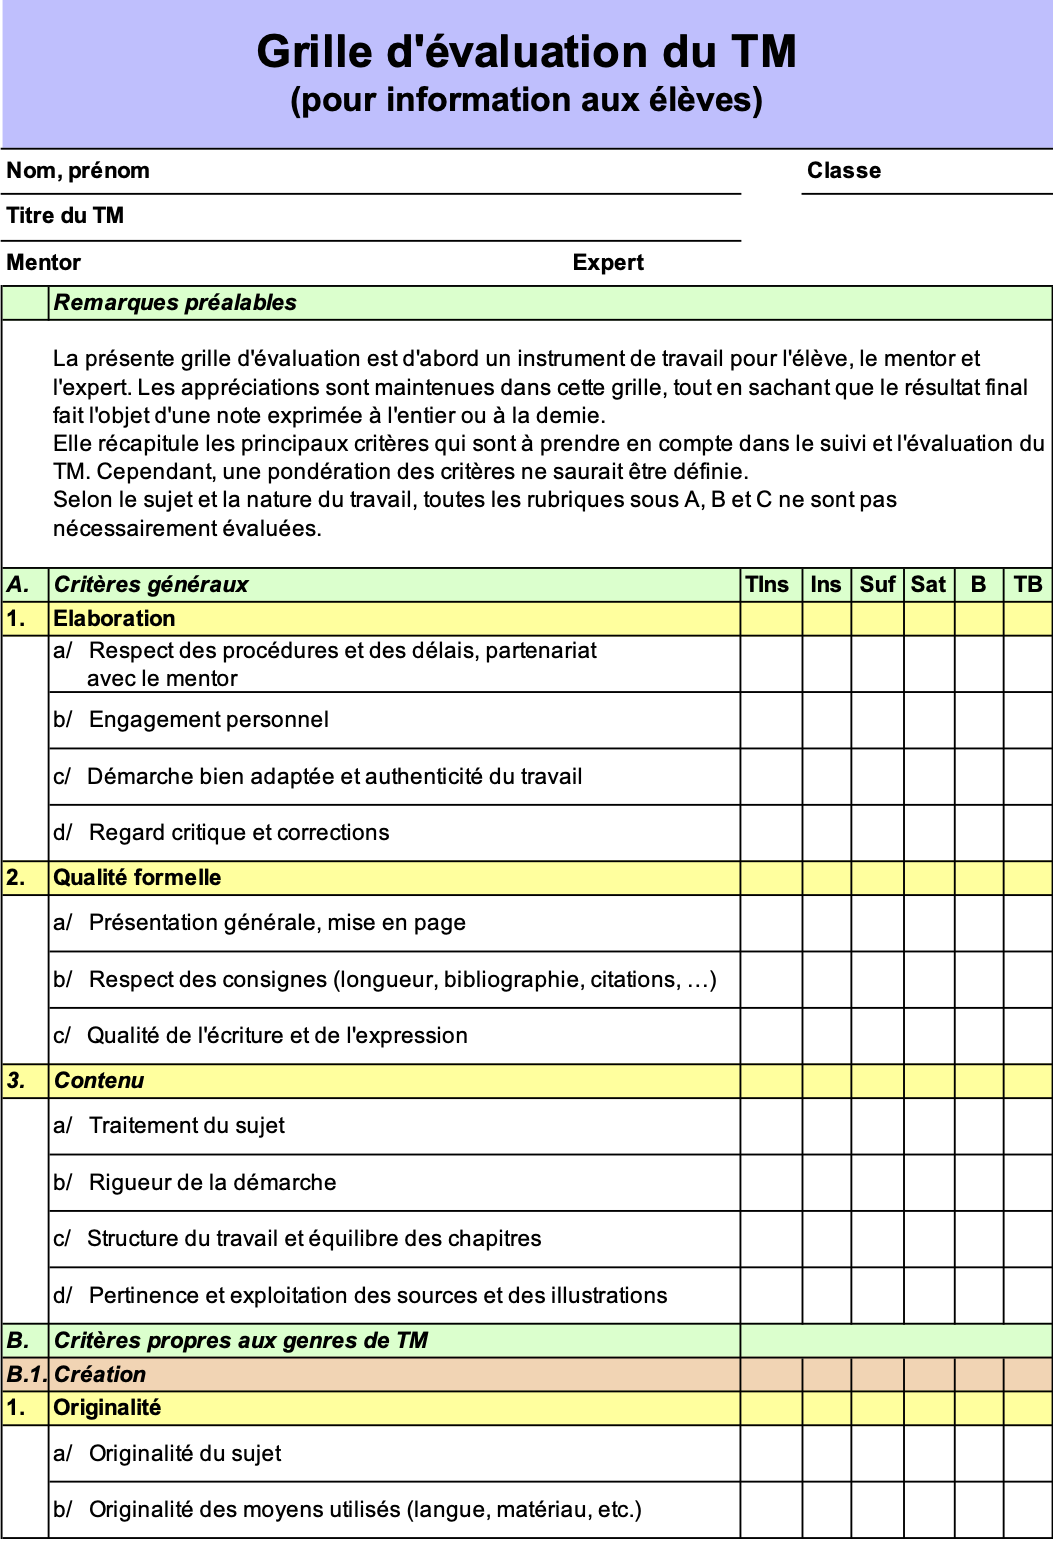 Grille d'évaluation du TM
(pour information aux élèves)
Nom, prénom Classe
Titre du TM
Mentor Expert
Remarques préalables
La présente grille d'évaluation est d'abord un instrument de travail pour l'élève, le mentor et
l'expert. Les appréciations sont maintenues dans cette grille, tout en sachant que le résultat final
fait l'objet d'une note exprimée à l'entier ou à la demie.
Elle récapitule les principaux critères qui sont à prendre en compte dans le suivi et l'évaluation du
TM. Cependant, une pondération des critères ne saurait être définie.
Selon le sujet et la nature du travail, toutes les rubriques sous A, B et C ne sont pas
nécessairement évaluées.
A. Critères généraux TIns Ins Suf Sat B TB
1. Elaboration
a/ Respect des procédures et des délais, partenariat
avec le mentor
b/ Engagement personnel
c/ Démarche bien adaptée et authenticité du travail
d/ Regard critique et corrections
2. Qualité formelle
a/ Présentation générale, mise en page
b/ Respect des consignes (longueur, bibliographie, citations, …)
c/ Qualité de l'écriture et de l'expression
3. Contenu
a/ Traitement du sujet
b/ Rigueur de la démarche
c/ Structure du travail et équilibre des chapitres
d/ Pertinence et exploitation des sources et des illustrations
B. Critères propres aux genres de TM
B.1. Création
1. Originalité
a/ Originalité du sujet
b/ Originalité des moyens utilisés (langue, matériau, etc.)